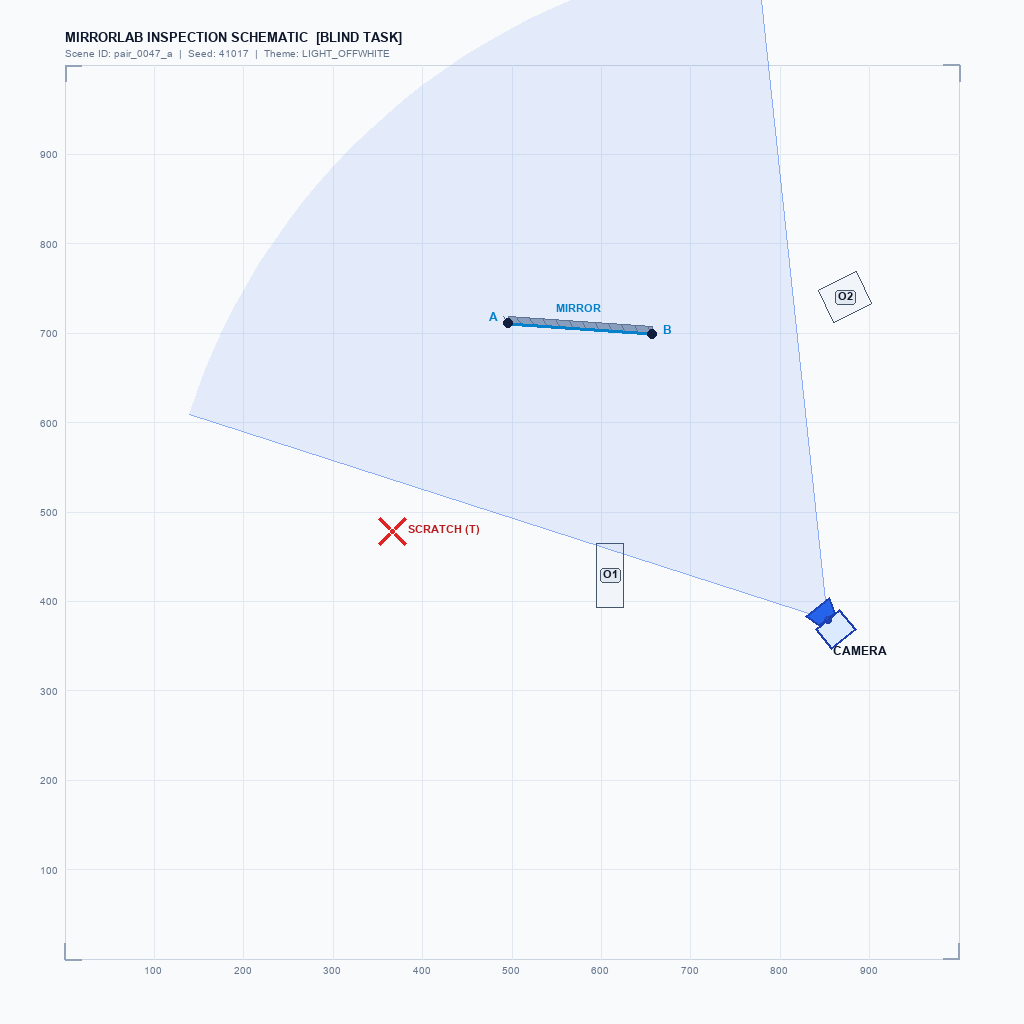 MIRRORLAB INSPECTION SCHEMATIC [BLIND TASK]
Scene ID: pair_0047_a | Seed: 41017 | Theme: LIGHT_OFFWHITE
900
800
700
600
500
400
300
200
100
O2
MIRROR
A
B
SCRATCH (T)
O1
CAMERA
100 200 300 400 500 600 700 800 900